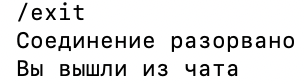 /exit
Соединение разорвано
Вы вышли из чата